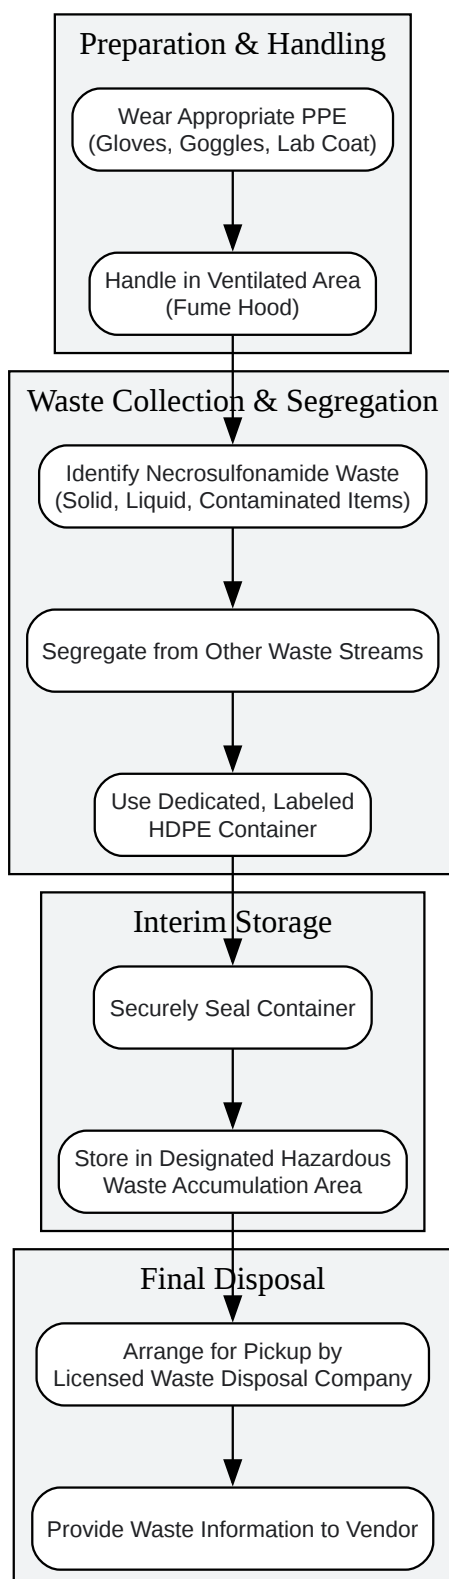 Preparation & Handling
Wear Appropriate PPE
(Gloves, Goggles, Lab Coat)
Handle in Ventilated Area
(Fume Hood)
Waste Collection & Segregation
Identify Necrosulfonamide Waste
(Solid, Liquid, Contaminated Items)
Segregate from Other Waste Streams
Use Dedicated, Labeled
HDPE Container
Interim Storage
Securely Seal Container
Store in Designated Hazardous
Waste Accumulation Area
Final Disposal
Arrange for Pickup by
Licensed Waste Disposal Company
Provide Waste Information to Vendor